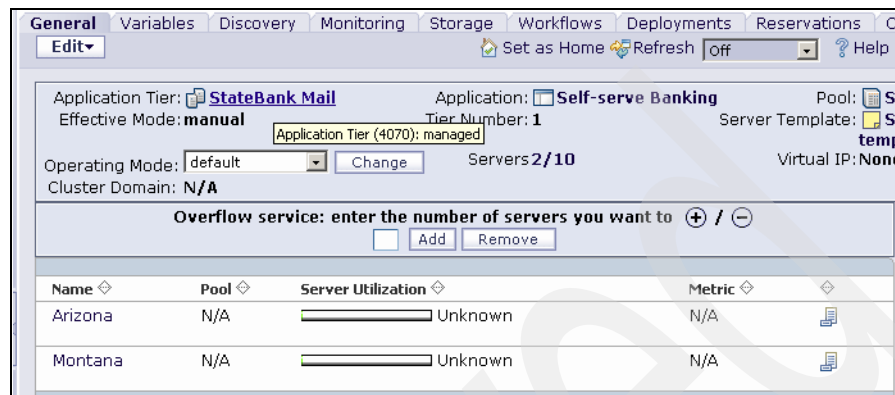 General Variables Discovery Monitoring Storage Workflows Deployments Reservations
Edit Set as Home Refresh Off Help
Application Tier: StateBank Mail Application: Self-serve Banking Pool: S
Effective Mode: manual Tier Number: 1 Server Template: S
Application Tier (4070): managed temp
Operating Mode: default Change Servers 2/10 Virtual IP: None
Cluster Domain: N/A
Overflow service: enter the number of servers you want to + / -
Add Remove
Name Pool Server Utilization Metric
Arizona N/A Unknown N/A
Montana N/A Unknown N/A